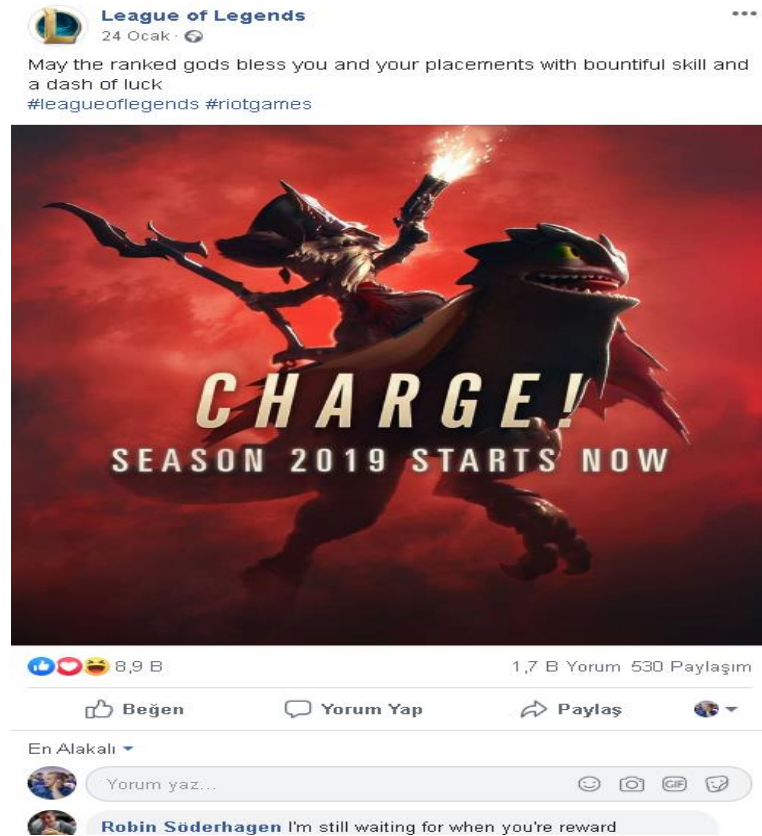 League of Legends
24 Ocak ·
May the ranked gods bless you and your placements with bountiful skill and
a dash of luck
#leagueoflegends #riotgames
CHARGE!
SEASON 2019 STARTS NOW
8,9 B
1,7 B Yorum 530 Paylaşım
Beğen Yorum Yap Paylaş
En Alakalı
Yorum yaz...
GIF
Robin Söderhagen I'm still waiting for when you're reward